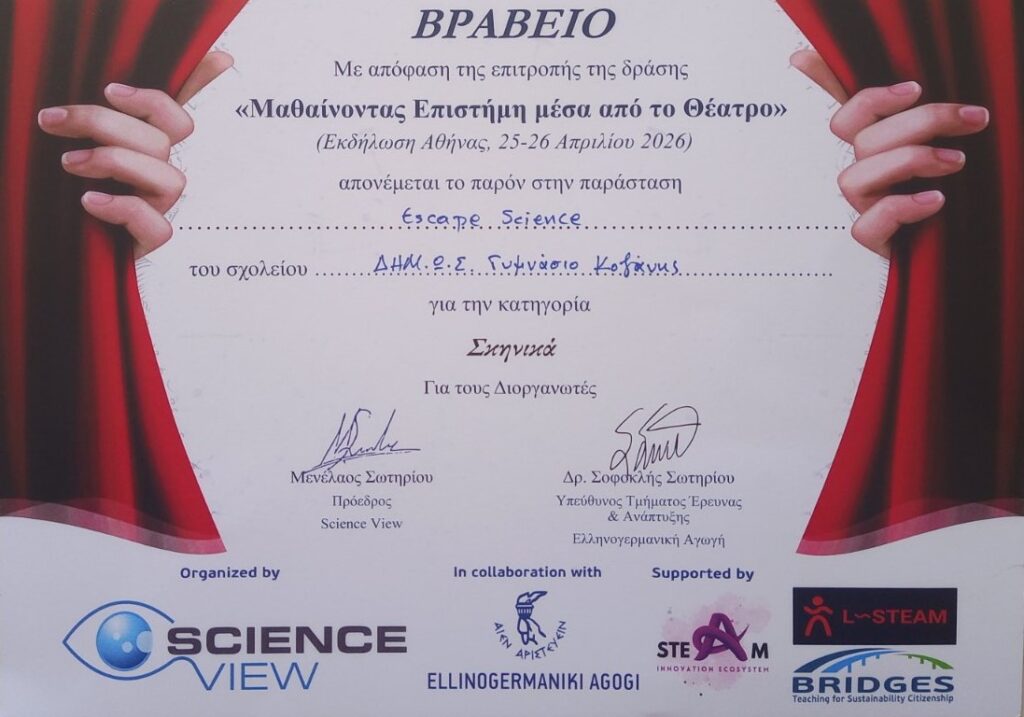 ΒΡΑΒΕΙΟ
Με απόφαση της επιτροπής της δράσης
«Μαθαίνοντας Επιστήμη μέσα από το Θέατρο»
(Εκδήλωση Αθήνας, 25-26 Απριλίου 2026)
απονέμεται το παρόν στην παράσταση
Escape Science
του σχολείου ΔΗΜ.Ω.Σ. Γυμνάσιο Κοζάνης
για την κατηγορία
Σκηνικά
Για τους Διοργανωτές
Μενέλαος Σωτηρίου
Πρόεδρος
Science View
Δρ. Σοφοκλής Σωτηρίου
Υπεύθυνος Τμήματος Έρευνας
& Ανάπτυξης
Ελληνογερμανική Αγωγή
Organized by
In collaboration with
Supported by
SCIENCE
VIEW
ΑΙΕΝ ΑΡΙΣΤΕΥΕΙΝ
ELLINOGERMANIKI AGOGI
STEAM
INNOVATION ECOSYSTEM
L~STEAM
BRIDGES
Teaching for Sustainability Citizenship